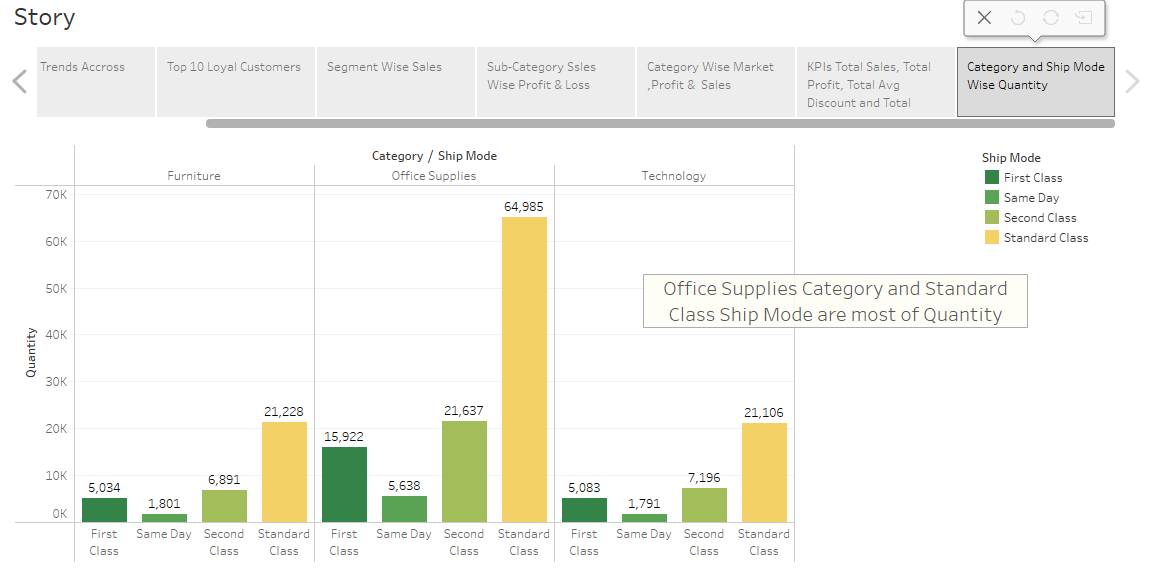 Story
Trends Accross
Top 10 Loyal Customers
Segment Wise Sales
Sub-Category Ssles
Wise Profit & Loss
Category Wise Market
,Profit & Sales
KPIs Total Sales, Total
Profit, Total Avg
Discount and Total
Category and Ship Mode
Wise Quantity
Category / Ship Mode
Furniture
Office Supplies
Technology
Ship Mode
First Class
Same Day
Second Class
Standard Class
Quantity
70K
60K
50K
40K
30K
20K
10K
0K
5,034
1,801
6,891
21,228
15,922
5,638
21,637
64,985
5,083
1,791
7,196
21,106
Office Supplies Category and Standard
Class Ship Mode are most of Quantity
First
Class
Same Day
Second
Class
Standard
Class
First
Class
Same Day
Second
Class
Standard
Class
First
Class
Same Day
Second
Class
Standard
Class